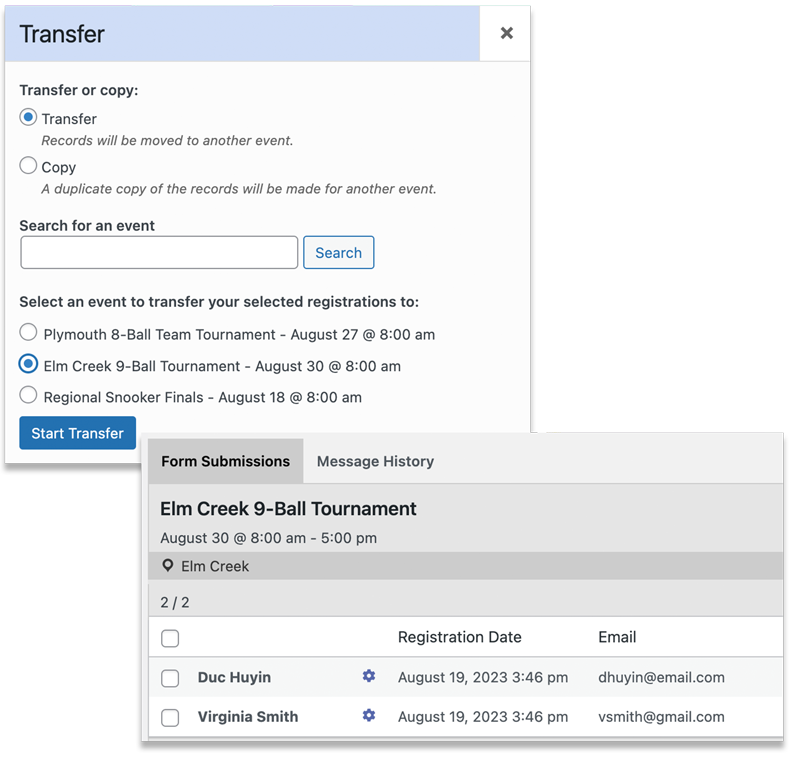 Transfer
Transfer or copy:
Transfer
Records will be moved to another event.
Copy
A duplicate copy of the records will be made for another event.
Search for an event
Search
Select an event to transfer your selected registrations to:
Plymouth 8-Ball Team Tournament - August 27 @ 8:00 am
Elm Creek 9-Ball Tournament - August 30 @ 8:00 am
Regional Snooker Finals - August 18 @ 8:00 am
Start Transfer
Form Submissions Message History
Elm Creek 9-Ball Tournament
August 30 @ 8:00 am - 5:00 pm
Elm Creek
2 / 2
Registration Date Email
Duc Huyin August 19, 2023 3:46 pm dhuyin@email.com
Virginia Smith August 19, 2023 3:46 pm vsmith@gmail.com